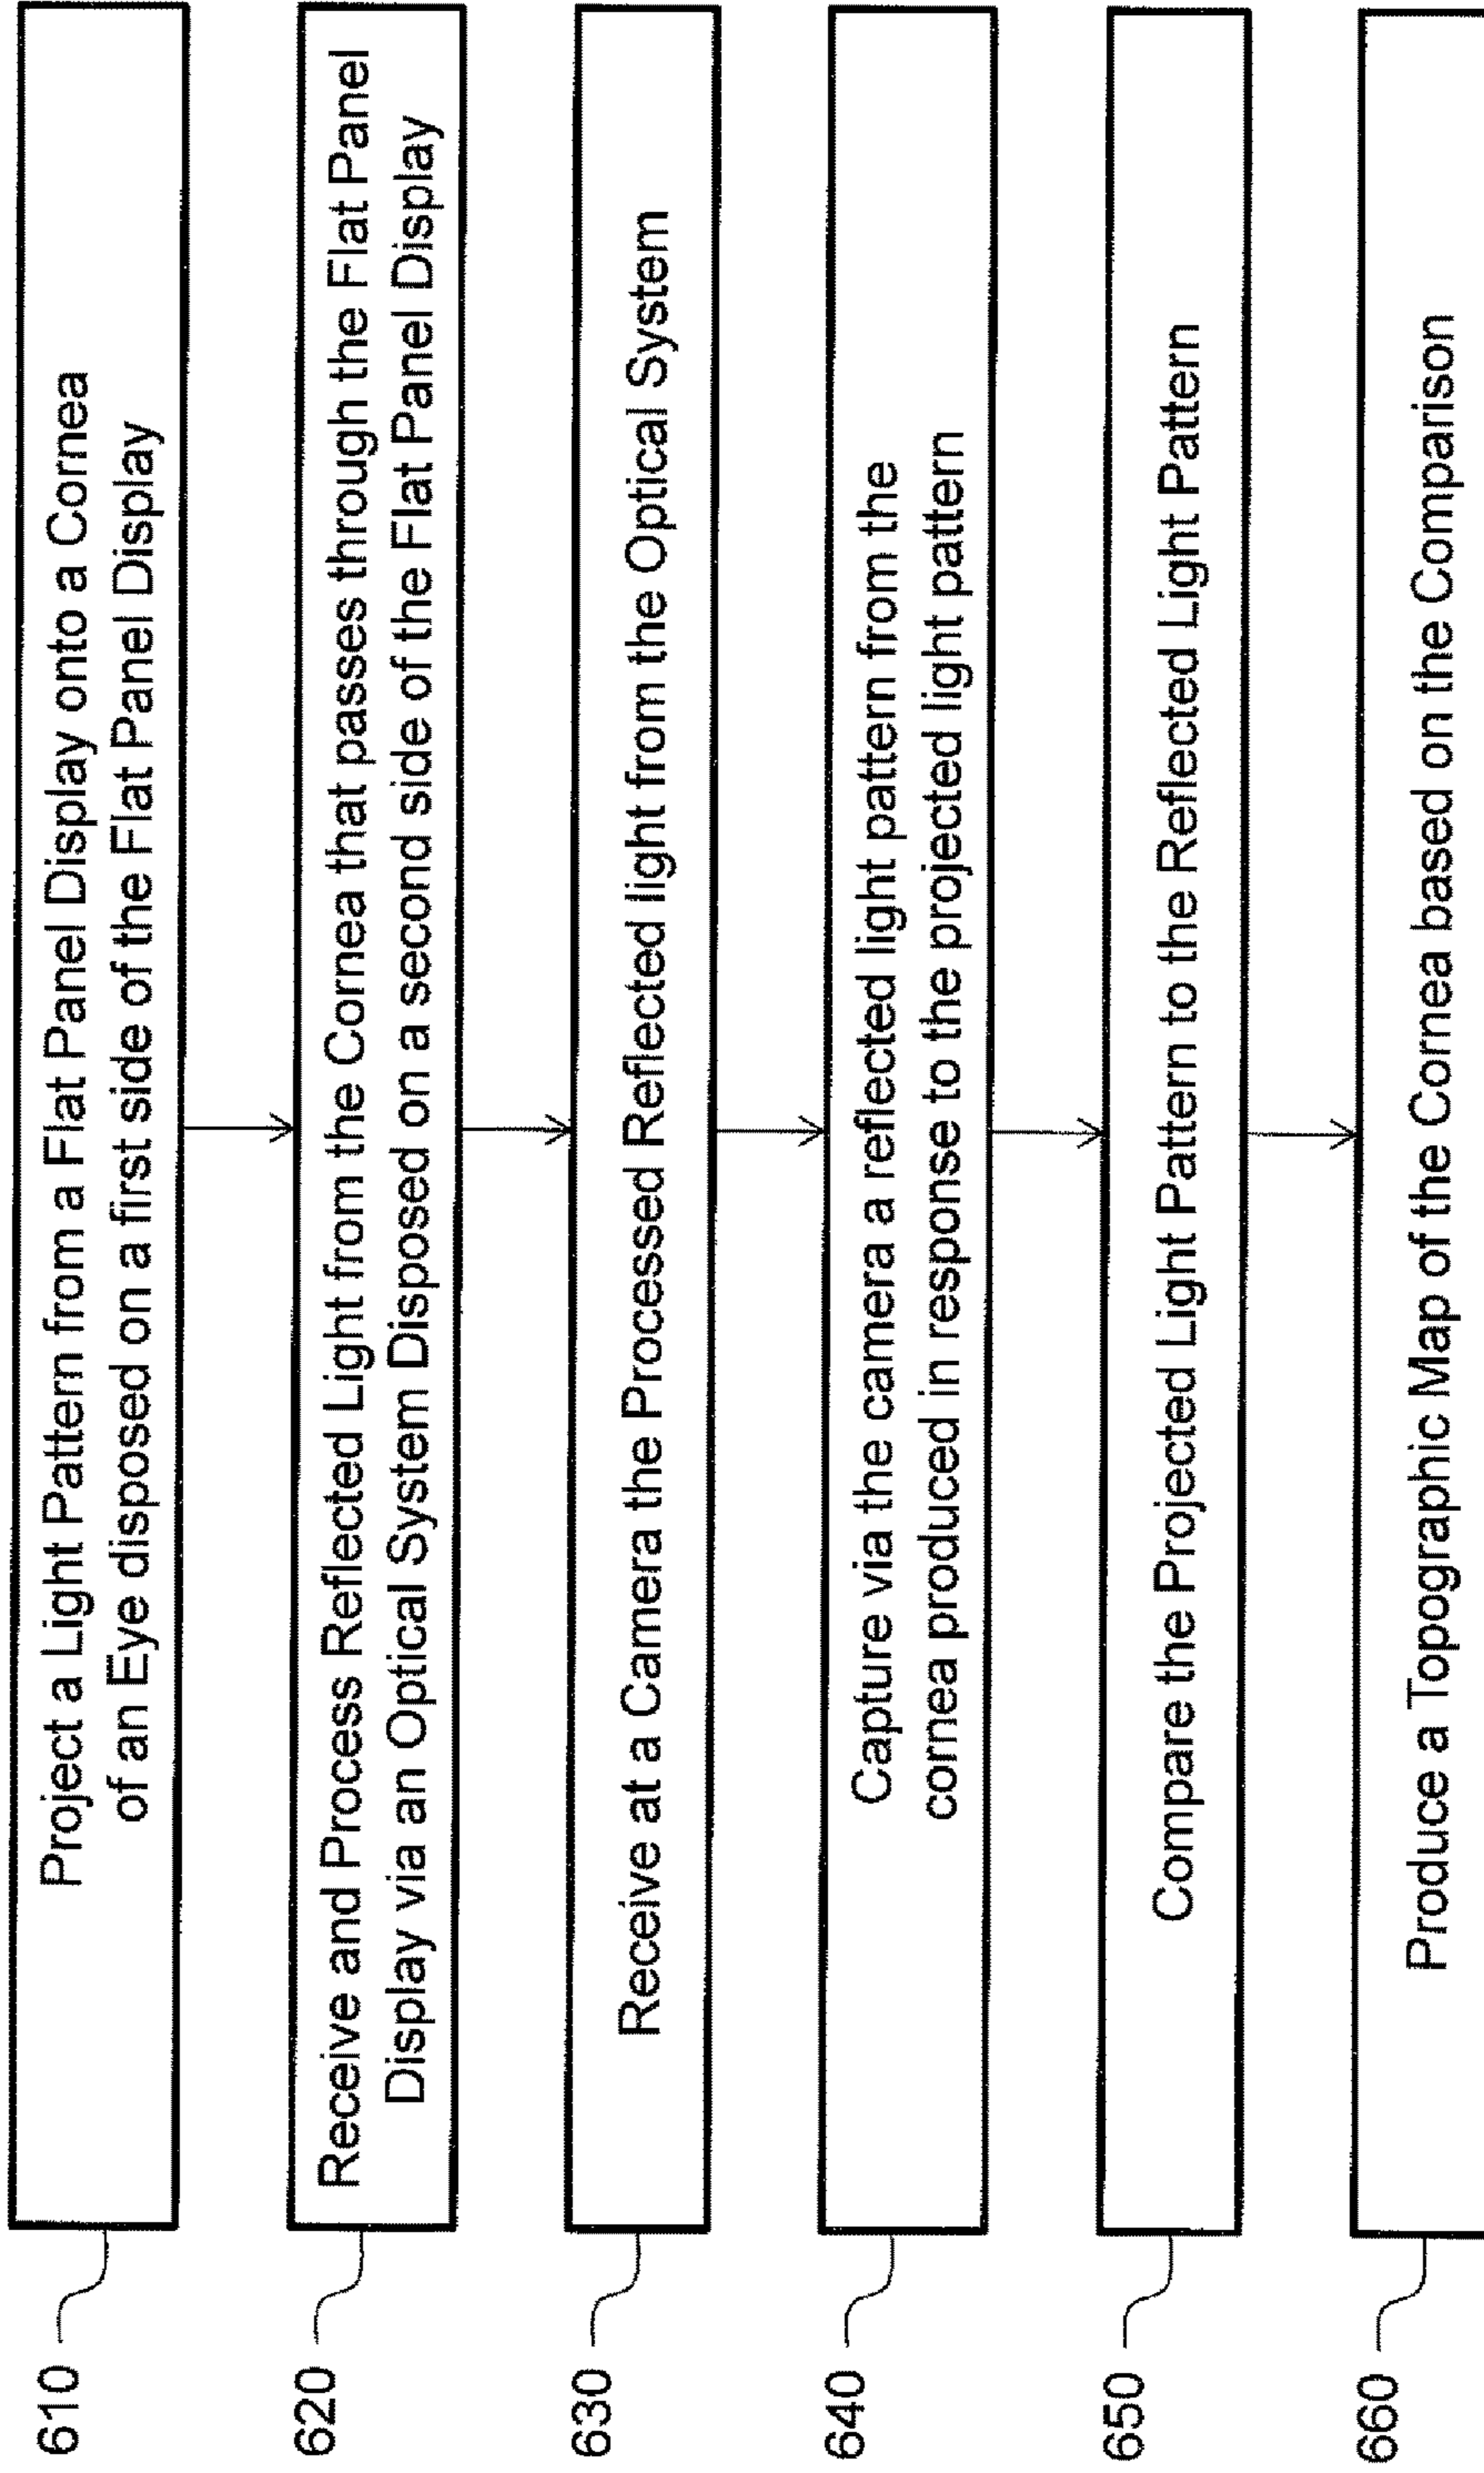 610
Project a Light Pattern from a Flat Panel Display onto a Cornea
of an Eye disposed on a first side of the Flat Panel Display
620
Receive and Process Reflected Light from the Cornea that passes through the Flat Panel
Display via an Optical System Disposed on a second side of the Flat Panel Display
630
Receive at a Camera the Processed Reflected light from the Optical System
640
Capture via the camera a reflected light pattern from the
cornea produced in response to the projected light pattern
650
Compare the Projected Light Pattern to the Reflected Light Pattern
660
Produce a Topographic Map of the Cornea based on the Comparison